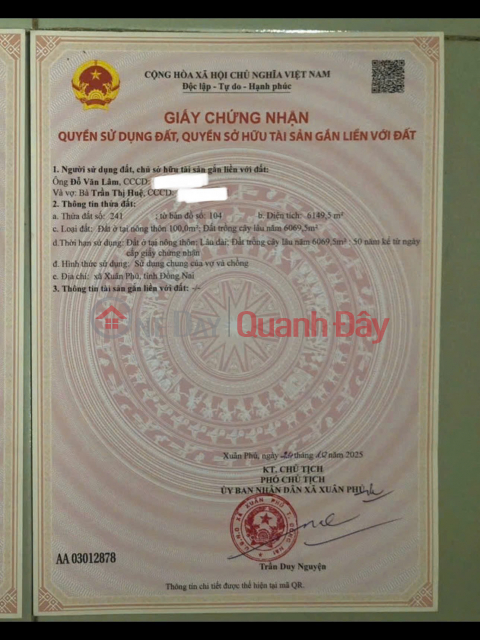 CỘNG HÒA XÃ HỘI CHỦ NGHĨA VIỆT NAM
Độc lập - Tự do - Hạnh phúc
GIẤY CHỨNG NHẬN
QUYỀN SỬ DỤNG ĐẤT, QUYỀN SỞ HỮU TÀI SẢN GẮN LIỀN VỚI ĐẤT
1. Người sử dụng đất, chủ sở hữu tài sản gắn liền với đất:
Ông Đỗ Văn Lâm, CCCD:
Và vợ: Bà Trần Thị Huệ, CCCD:
2. Thông tin thửa đất:
a. Thửa đất số: 241 ; tờ bản đồ số: 104 b. Diện tích: 6149,5 m²
c. Loại đất: Đất ở tại nông thôn 100,0m²; Đất trồng cây lâu năm 6069,5m²
d.Thời hạn sử dụng: Đất ở tại nông thôn: Lâu dài; Đất trồng cây lâu năm 6069,5m² : 50 năm kể từ ngày
cấp giấy chứng nhận
đ. Hình thức sử dụng: Sử dụng chung của vợ và chồng
e. Địa chỉ: xã Xuân Phú, tỉnh Đồng Nai
3. Thông tin tài sản gắn liền với đất: -/-
Quanh Đây
Xuân Phú, ngày tháng năm 2025
KT. CHỦ TỊCH
PHÓ CHỦ TỊCH
ỦY BAN NHÂN DÂN XÃ XUÂN PHÚ
Trần Duy Nguyện
AA 03012878
Thông tin chi tiết được thể hiện tại mã QR.